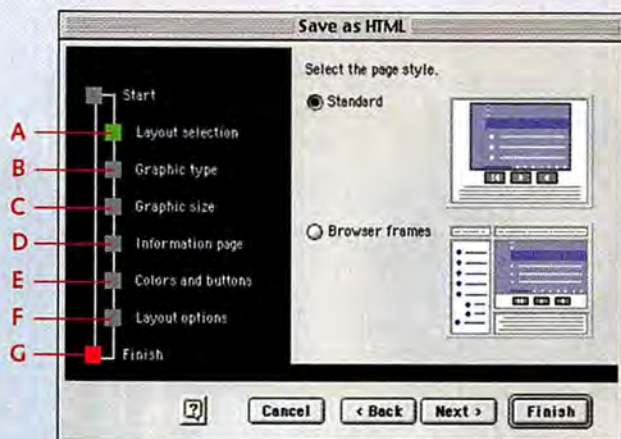 Save as HTML
Select the page style.
Start
Standard
A Layout selection
B Graphic type
C Graphic size
D Information page
Browser frames
E Colors and buttons
F Layout options
G Finish
?
Cancel
< Back
Next >
Finish